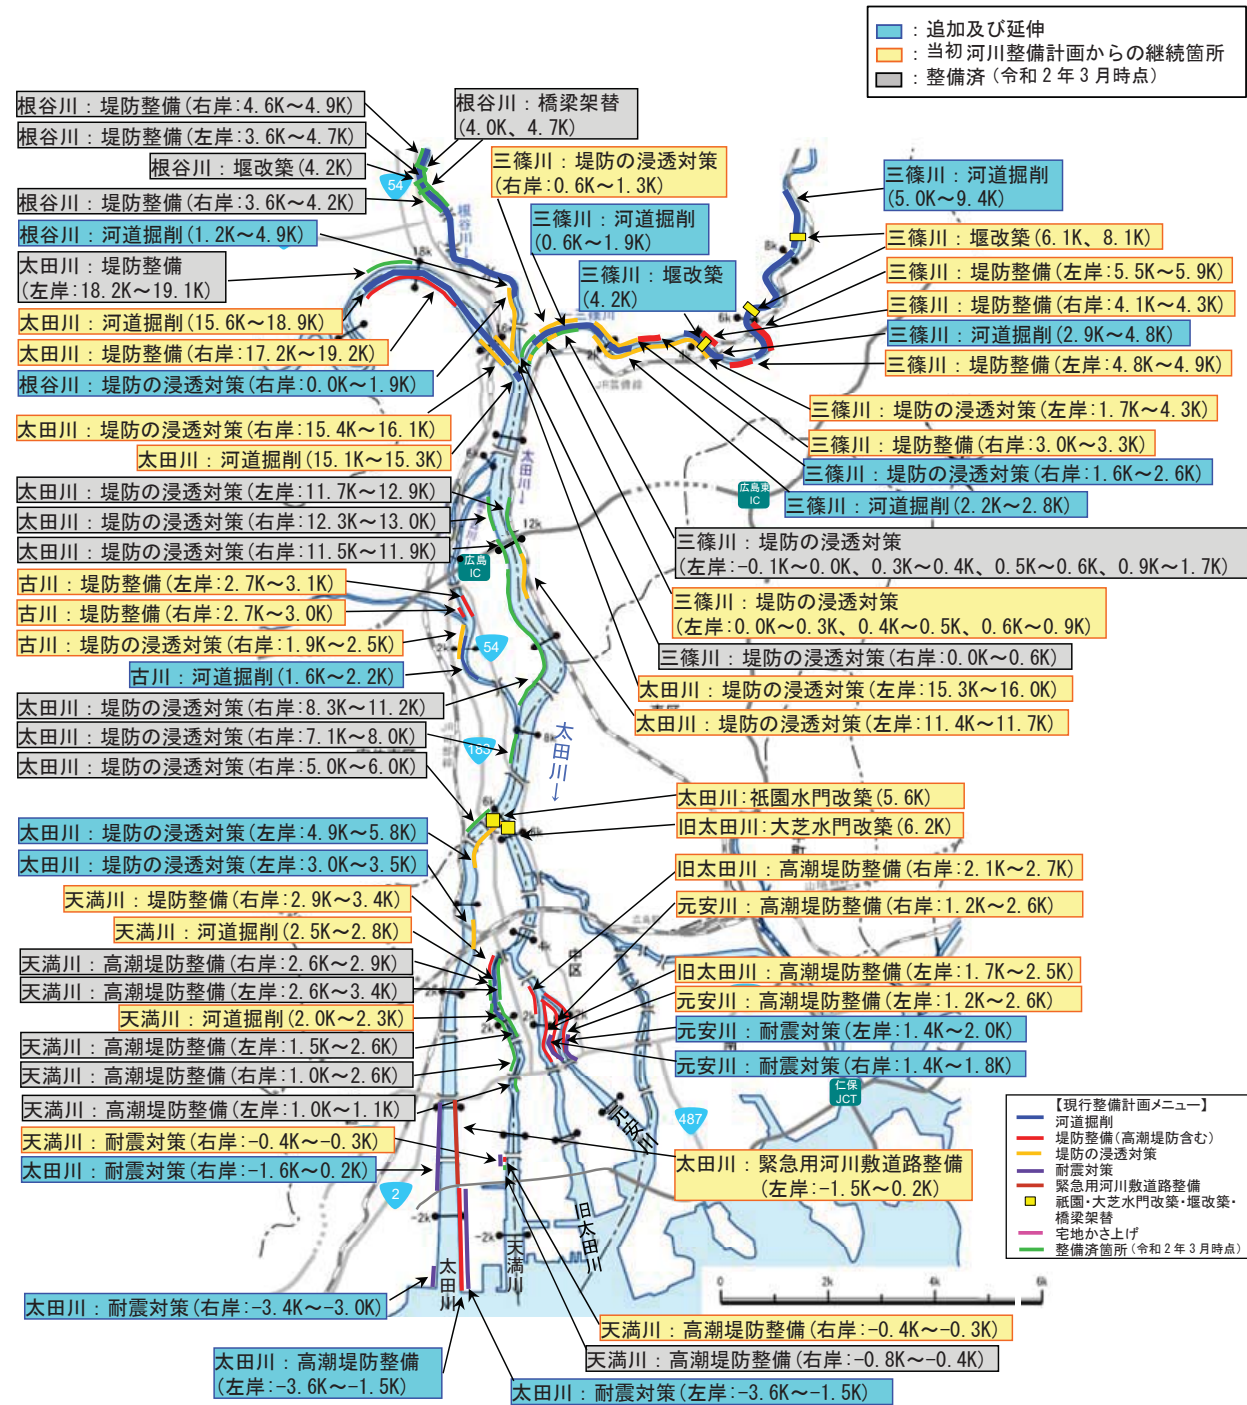 ：追加及び延伸
：当初河川整備計画からの継続箇所
：整備済（令和２年３月時点）
根谷川：堤防整備(右岸:4.6K～4.9K)
根谷川：堤防整備(左岸:3.6K～4.7K)
根谷川：堰改築(4.2K)
根谷川：堤防整備(右岸:3.6K～4.2K)
根谷川：河道掘削(1.2K～4.9K)
太田川：堤防整備
(左岸:18.2K～19.1K)
太田川：河道掘削(15.6K～18.9K)
太田川：堤防整備(右岸:17.2K～19.2K)
根谷川：堤防の浸透対策(右岸:0.0K～1.9K)
太田川：堤防の浸透対策(右岸:15.4K～16.1K)
太田川：河道掘削(15.1K～15.3K)
太田川：堤防の浸透対策(左岸:11.7K～12.9K)
太田川：堤防の浸透対策(右岸:12.3K～13.0K)
太田川：堤防の浸透対策(右岸:11.5K～11.9K)
古川：堤防整備(左岸:2.7K～3.1K)
古川：堤防整備(右岸:2.7K～3.0K)
古川：堤防の浸透対策(右岸:1.9K～2.5K)
古川：河道掘削(1.6K～2.2K)
太田川：堤防の浸透対策(右岸:8.3K～11.2K)
太田川：堤防の浸透対策(右岸:7.1K～8.0K)
太田川：堤防の浸透対策(右岸:5.0K～6.0K)
太田川：堤防の浸透対策(左岸:4.9K～5.8K)
太田川：堤防の浸透対策(左岸:3.0K～3.5K)
天満川：堤防整備(右岸:2.9K～3.4K)
天満川：河道掘削(2.5K～2.8K)
天満川：高潮堤防整備(右岸:2.6K～2.9K)
天満川：高潮堤防整備(左岸:2.6K～3.4K)
天満川：河道掘削(2.0K～2.3K)
天満川：高潮堤防整備(左岸:1.5K～2.6K)
天満川：高潮堤防整備(右岸:1.0K～2.6K)
天満川：高潮堤防整備(左岸:1.0K～1.1K)
天満川：耐震対策(右岸:-0.4K～-0.3K)
太田川：耐震対策(右岸:-1.6K～0.2K)
太田川：耐震対策(右岸:-3.4K～-3.0K)
太田川：高潮堤防整備
(左岸:-3.6K～-1.5K)
根谷川：橋梁架替
(4.0K、4.7K)
三篠川：堤防の浸透対策
(右岸:0.6K～1.3K)
三篠川：河道掘削
(0.6K～1.9K)
三篠川：堰改築
(4.2K)
三篠川：河道掘削
(5.0K～9.4K)
三篠川：堰改築(6.1K、8.1K)
三篠川：堤防整備(左岸:5.5K～5.9K)
三篠川：堤防整備(右岸:4.1K～4.3K)
三篠川：河道掘削(2.9K～4.8K)
三篠川：堤防整備(左岸:4.8K～4.9K)
三篠川：堤防の浸透対策(左岸:1.7K～4.3K)
三篠川：堤防整備(右岸:3.0K～3.3K)
三篠川：堤防の浸透対策(右岸:1.6K～2.6K)
三篠川：河道掘削(2.2K～2.8K)
三篠川：堤防の浸透対策
(左岸:-0.1K～0.0K、0.3K～0.4K、0.5K～0.6K、0.9K～1.7K)
三篠川：堤防の浸透対策
(左岸:0.0K～0.3K、0.4K～0.5K、0.6K～0.9K)
三篠川：堤防の浸透対策(右岸:0.0K～0.6K)
太田川：堤防の浸透対策(左岸:15.3K～16.0K)
太田川：堤防の浸透対策(左岸:11.4K～11.7K)
太田川:祇園水門改築(5.6K)
旧太田川:大芝水門改築(6.2K)
旧太田川：高潮堤防整備(右岸:2.1K～2.7K)
元安川：高潮堤防整備(右岸:1.2K～2.6K)
旧太田川：高潮堤防整備(左岸:1.7K～2.5K)
元安川：高潮堤防整備(左岸:1.2K～2.6K)
元安川：耐震対策(左岸:1.4K～2.0K)
元安川：耐震対策(右岸:1.4K～1.8K)
太田川：緊急用河川敷道路整備
(左岸:-1.5K～0.2K)
天満川：高潮堤防整備(右岸:-0.4K～-0.3K)
天満川：高潮堤防整備(右岸:-0.8K～-0.4K)
太田川：耐震対策(左岸:-3.6K～-1.5K)
【現行整備計画メニュー】
河道掘削
堤防整備(高潮堤防含む)
堤防の浸透対策
耐震対策
緊急用河川敷道路整備
祇園・大芝水門改築・堰改築・
橋梁架替
宅地かさ上げ
整備済箇所(令和２年３月時点)
54
根谷川→
18k
三篠川
JR芸備線
2k
4k
6k
8k
太田川→
広島東
IC
広島
IC
12k
54
183
太田川→
8k
6k
4k
中区
2k
2k
仁保
JCT
487
2
元安川
旧太田川
天満川
太田川
-2k
-2k
0
2k
4k
6k